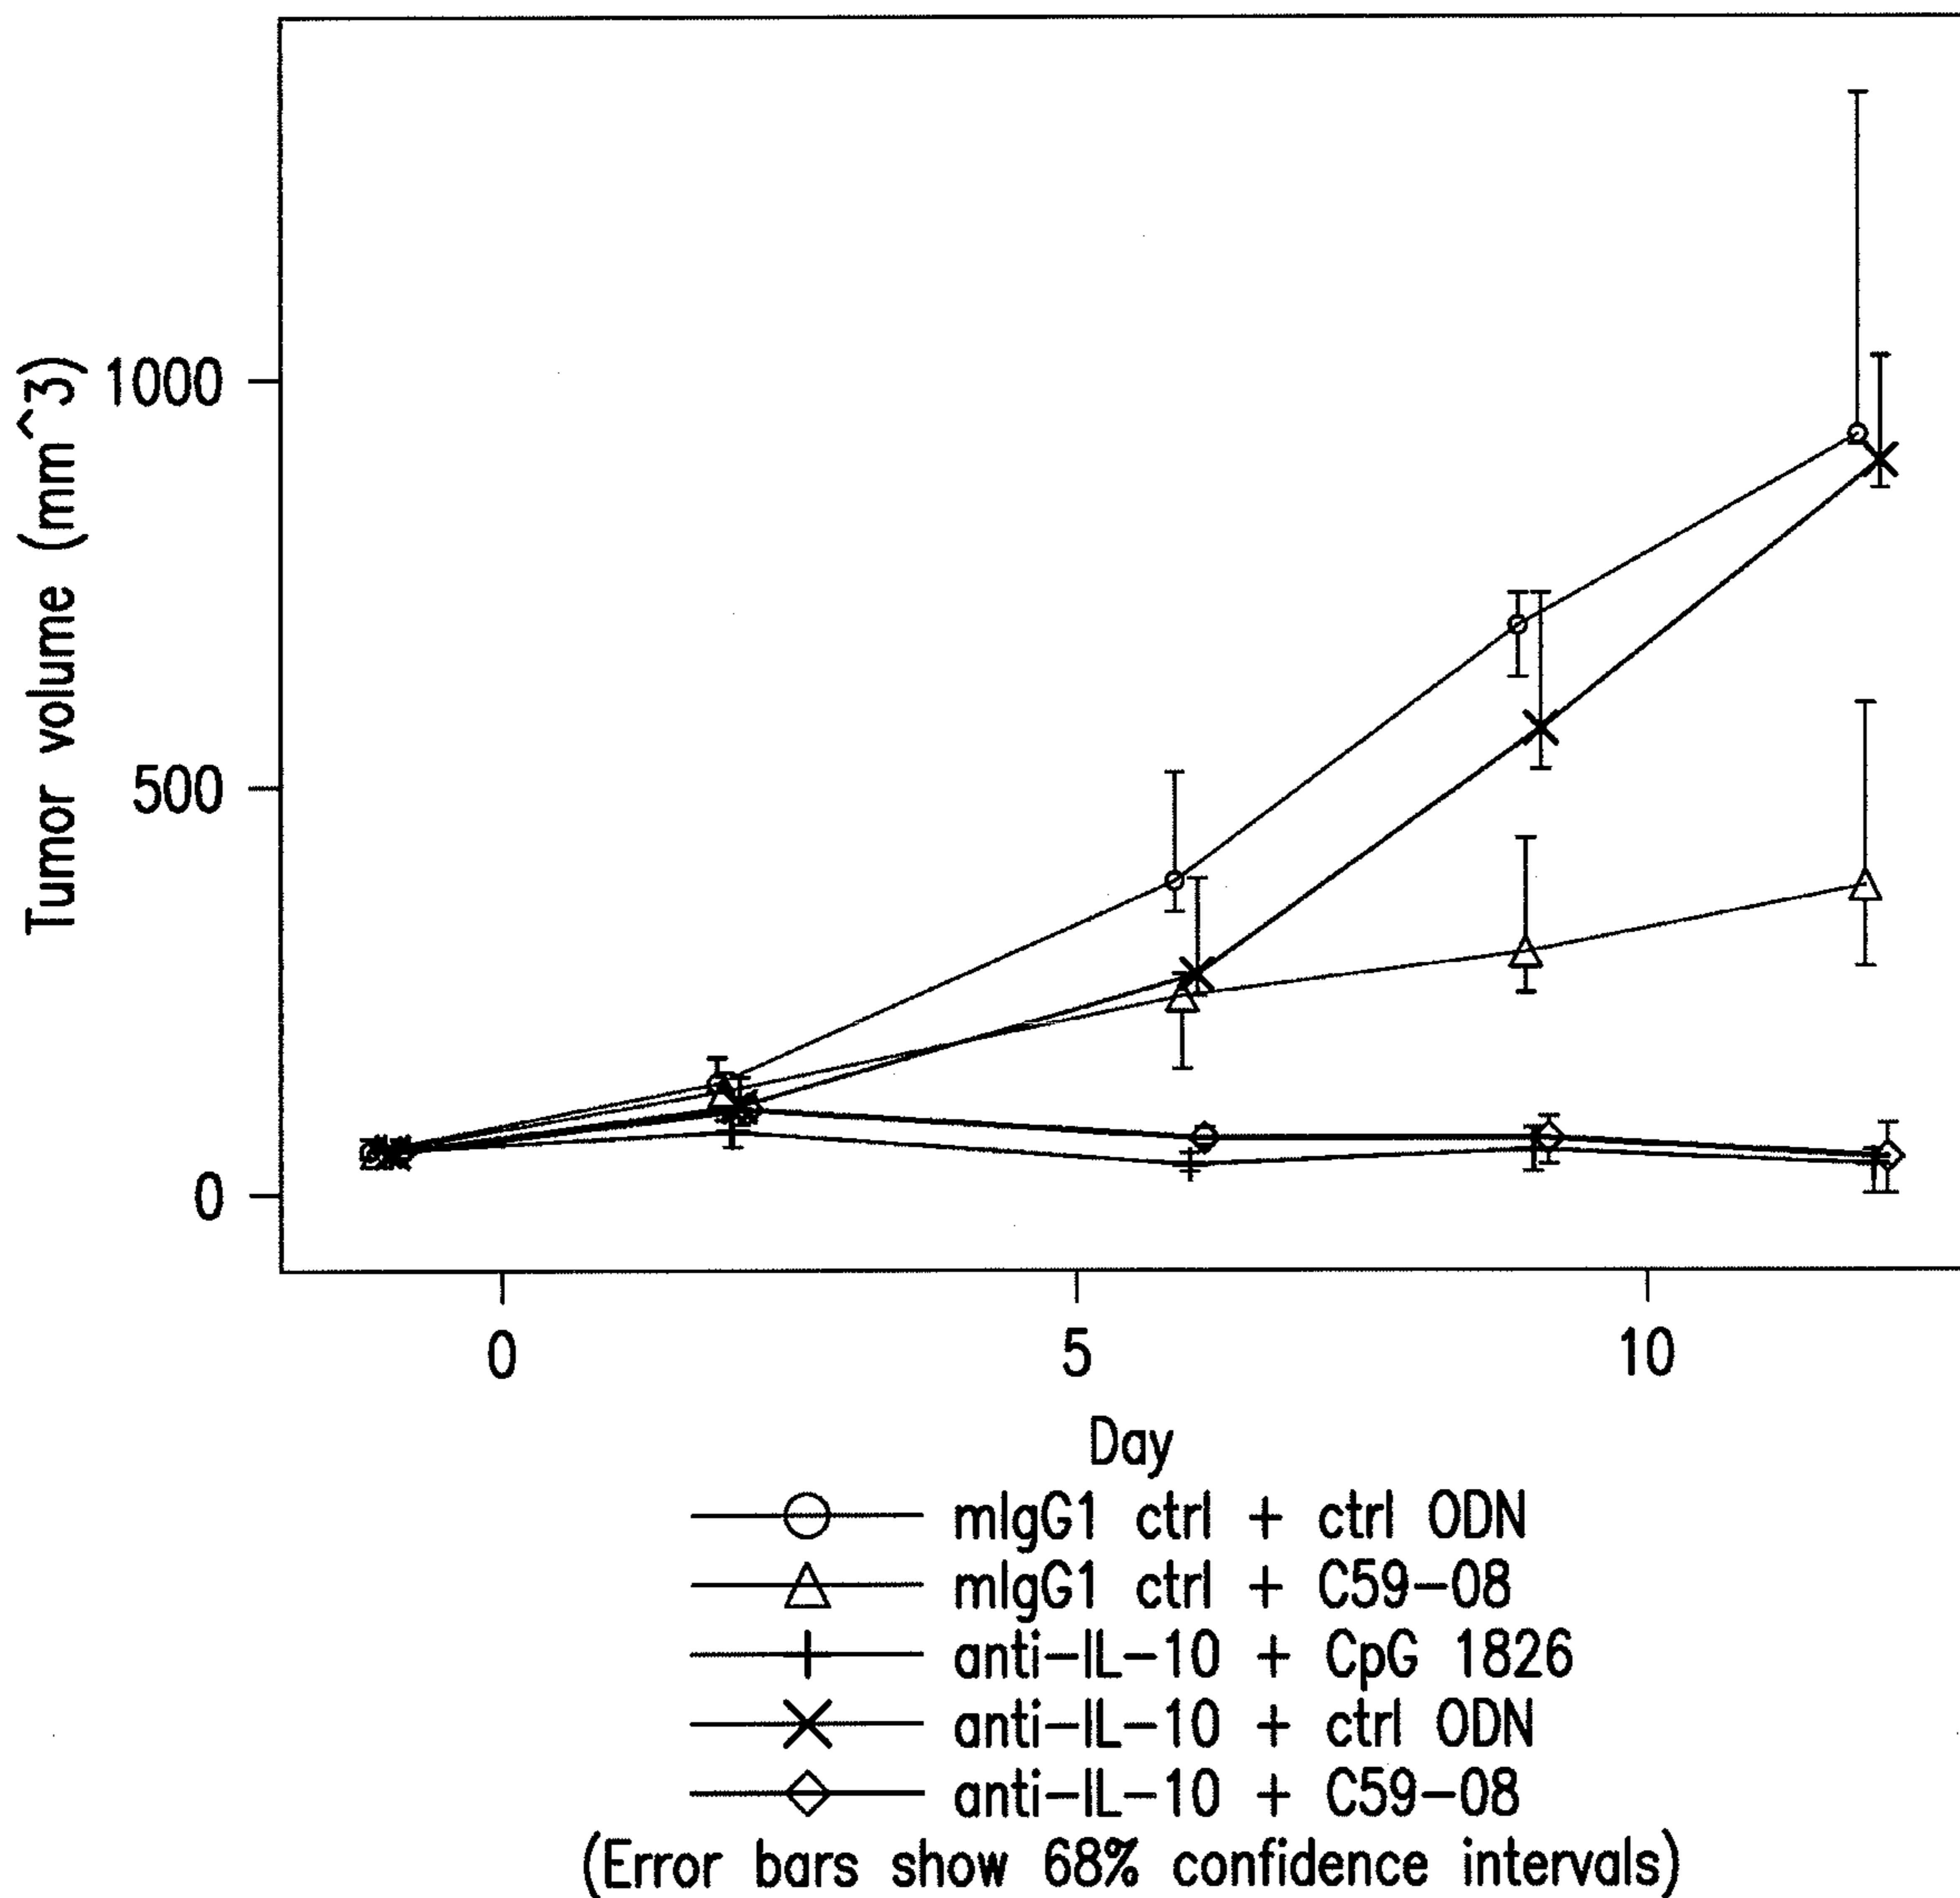 Tumor volume (mm^3)
1000
500
0
0 5 10
Day
mIgG1 ctrl + ctrl ODN
mIgG1 ctrl + C59-08
anti-IL-10 + CpG 1826
anti-IL-10 + ctrl ODN
anti-IL-10 + C59-08
(Error bars show 68% confidence intervals)